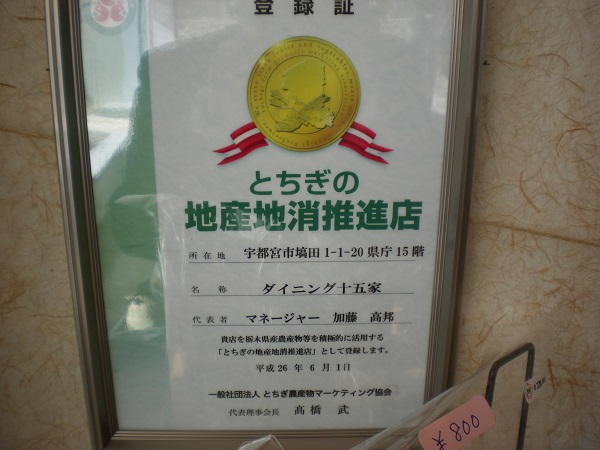 登録証
とちぎの
地産地消推進店
所在地 宇都宮市塙田1-1-20県庁15階
名称 ダイニング十五家
代表者 マネージャー 加藤 高邦
貴店を栃木県産農産物等を積極的に活用する
「とちぎの地産地消推進店」として登録します。
平成26年6月1日
一般社団法人 とちぎ農産物マーケティング協会
代表理事会長 髙橋 武
¥800